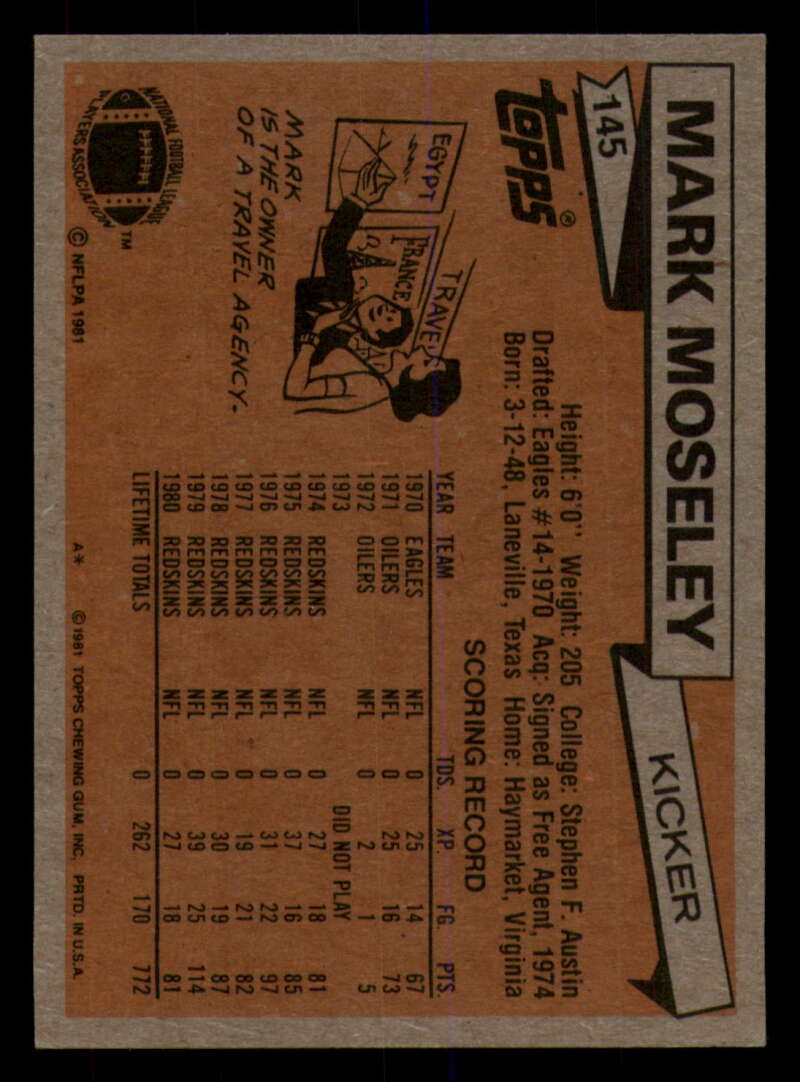 MARK MOSELEY
KICKER
145
TOPPS®
Height: 6'0" Weight: 205 College: Stephen F. Austin
Drafted: Eagles #14-1970 Acq: Signed as Free Agent, 1974
Born: 3-12-48, Laneville, Texas Home: Haymarket, Virginia
SCORING RECORD
YEAR TEAM TDS. XP. FG. PTS.
1970 EAGLES NFL 0 25 14 67
1971 OILERS NFL 0 25 16 73
1972 OILERS NFL 0 2 1 5
1973 DID NOT PLAY
1974 REDSKINS NFL 0 27 18 81
1975 REDSKINS NFL 0 37 16 85
1976 REDSKINS NFL 0 31 22 97
1977 REDSKINS NFL 0 19 21 82
1978 REDSKINS NFL 0 30 19 87
1979 REDSKINS NFL 0 39 25 114
1980 REDSKINS NFL 0 27 18 81
LIFETIME TOTALS 0 262 170 772
TRAVEL
EGYPT
FRANCE
MARK
IS THE OWNER
OF A TRAVEL AGENCY.
NATIONAL FOOTBALL LEAGUE
PLAYERS ASSOCIATION
TM
© NFLPA 1981
A* © 1981 TOPPS CHEWING GUM, INC. PRTD. IN U.S.A.